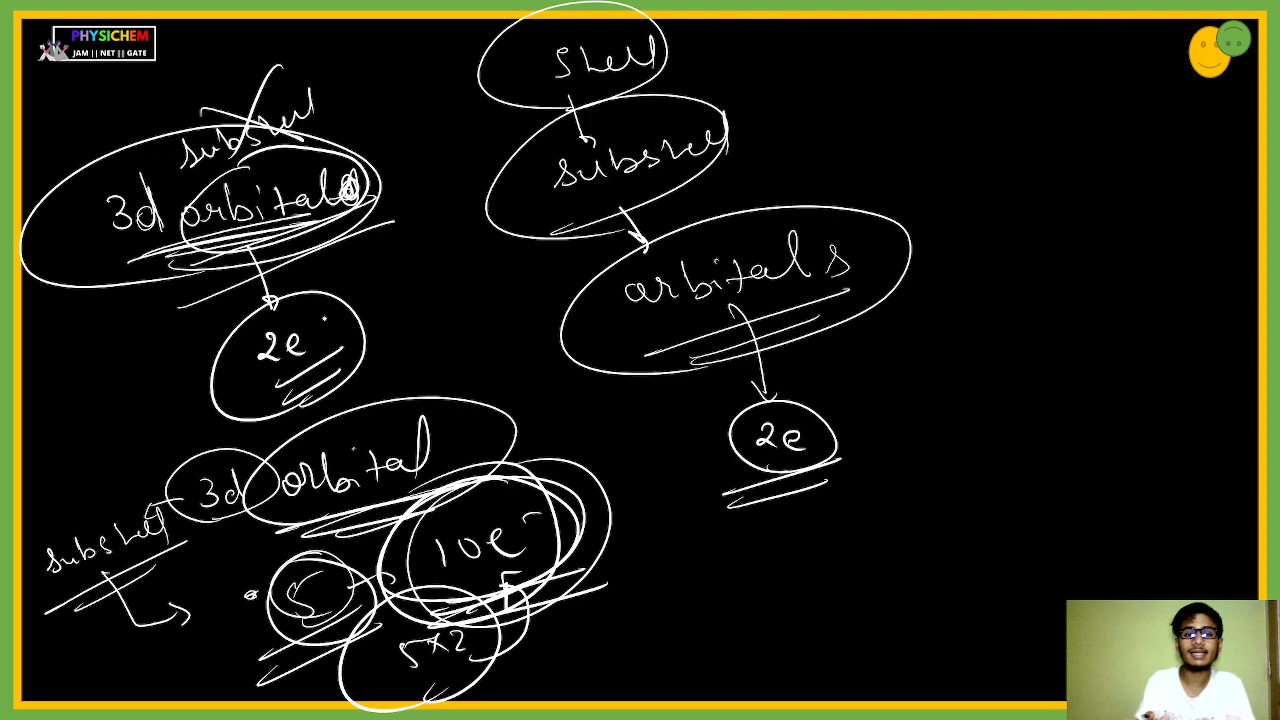 PHYSICHEM
JAM || NET || GATE
subshell
3d orbitals
2e
3d orbital
subshell
10e⁻
5
5×2
shell
subshell
orbitals
2e